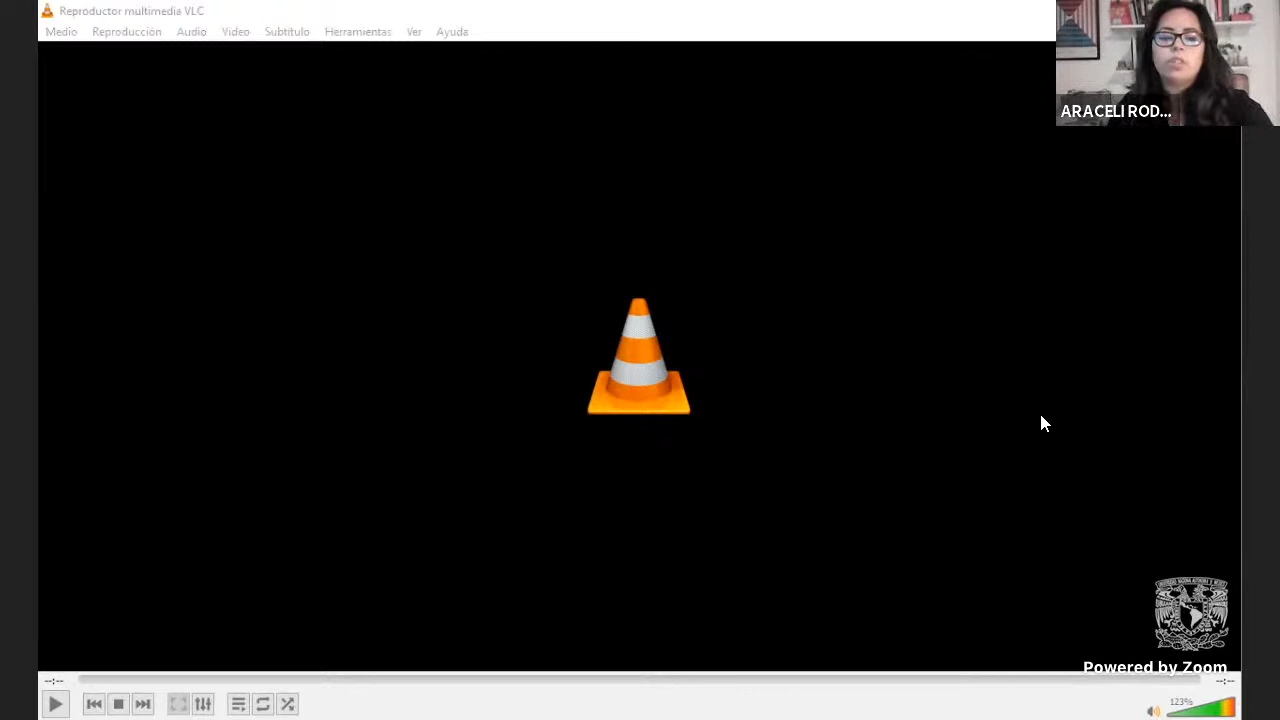 Reproductor multimedia VLC
Medio Reproducción Audio Video Subtítulo Herramientas Ver Ayuda
ARACELI ROD...
Powered by Zoom
--:-- --:--
123%